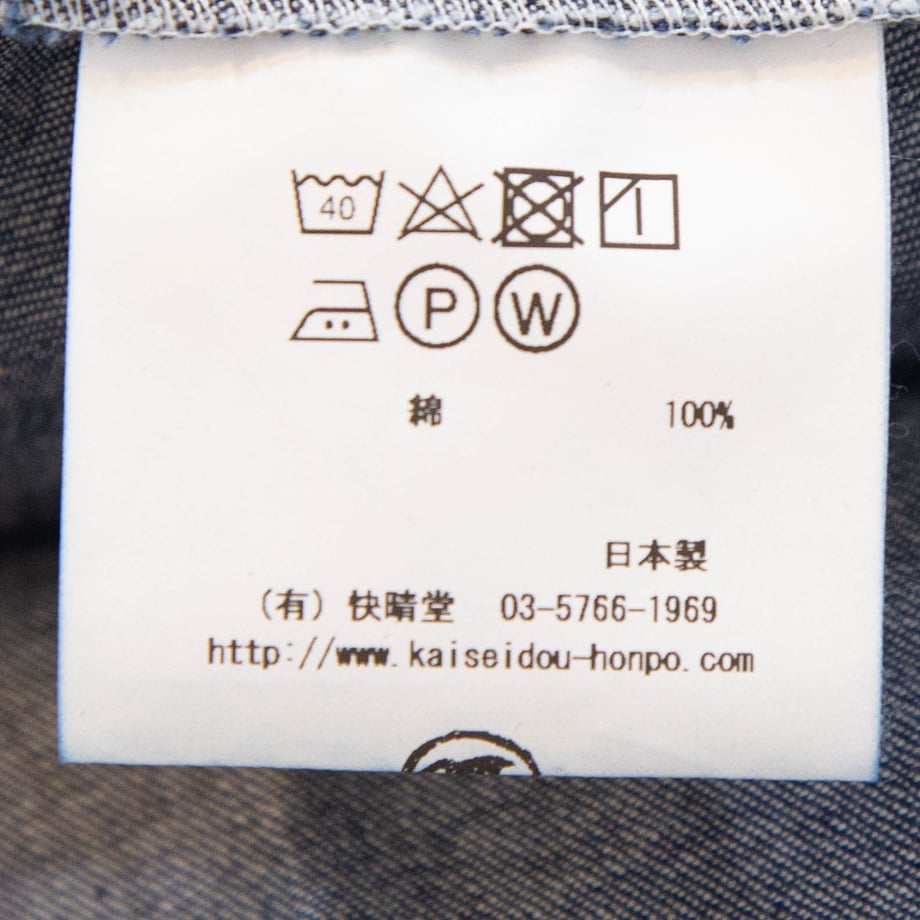 40
P W
綿 100%
日本製
(有) 快晴堂 03-5766-1969
http://www.kaiseidou-honpo.com